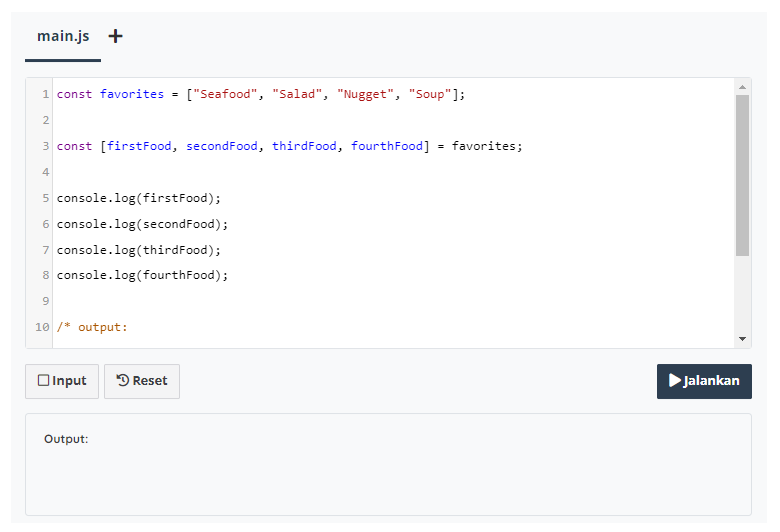 main.js +
1 const favorites = ["Seafood", "Salad", "Nugget", "Soup"];
2
3 const [firstFood, secondFood, thirdFood, fourthFood] = favorites;
4
5 console.log(firstFood);
6 console.log(secondFood);
7 console.log(thirdFood);
8 console.log(fourthFood);
9
10 /* output:
Input Reset Jalankan
Output: